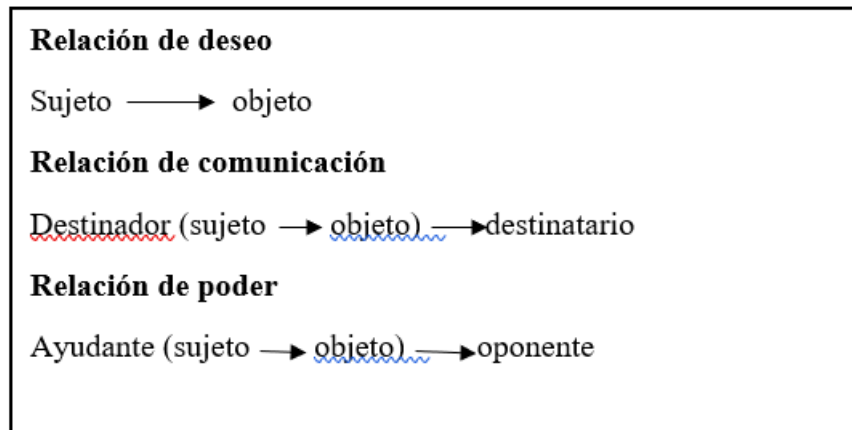 Relación de deseo
Sujeto → objeto
Relación de comunicación
Destinador (sujeto → objeto) → destinatario
Relación de poder
Ayudante (sujeto → objeto) → oponente